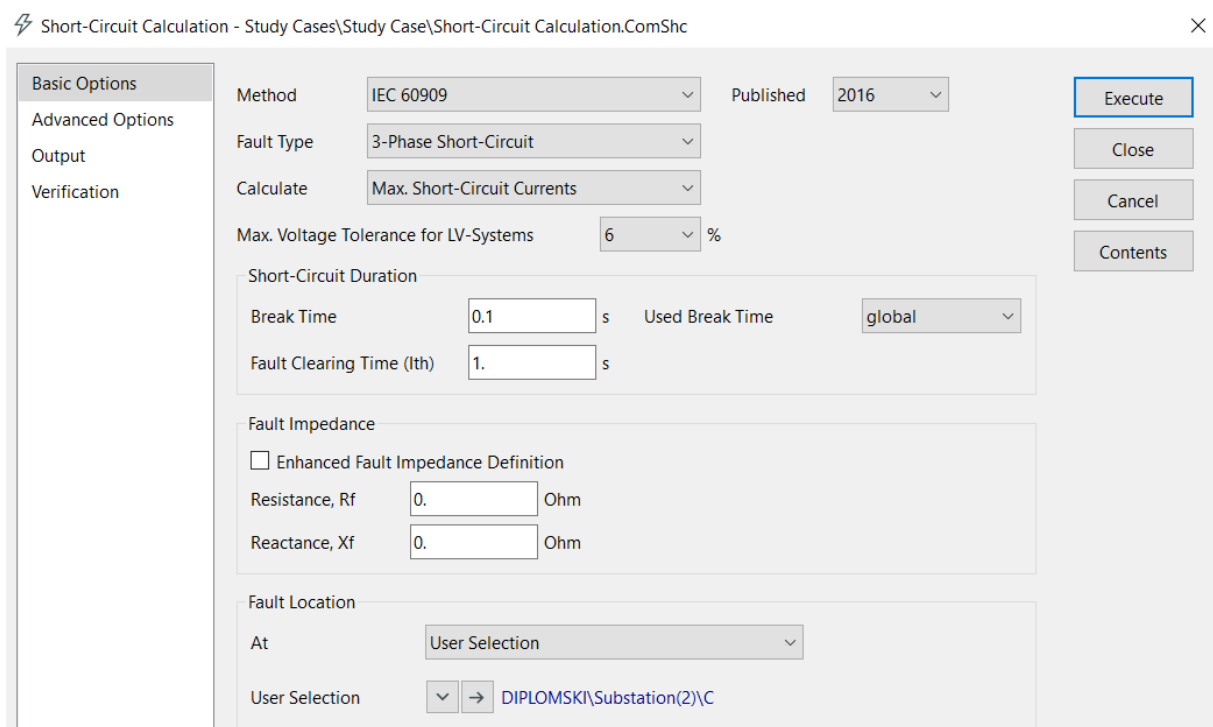 Short-Circuit Calculation - Study Cases\Study Case\Short-Circuit Calculation.ComShc
Basic Options
Advanced Options
Output
Verification
Method IEC 60909 Published 2016
Fault Type 3-Phase Short-Circuit
Calculate Max. Short-Circuit Currents
Max. Voltage Tolerance for LV-Systems 6 %
Short-Circuit Duration
Break Time 0.1 s Used Break Time global
Fault Clearing Time (Ith) 1. s
Fault Impedance
Enhanced Fault Impedance Definition
Resistance, Rf 0. Ohm
Reactance, Xf 0. Ohm
Fault Location
At User Selection
User Selection DIPLOMSKI\Substation(2)\C
Execute
Close
Cancel
Contents